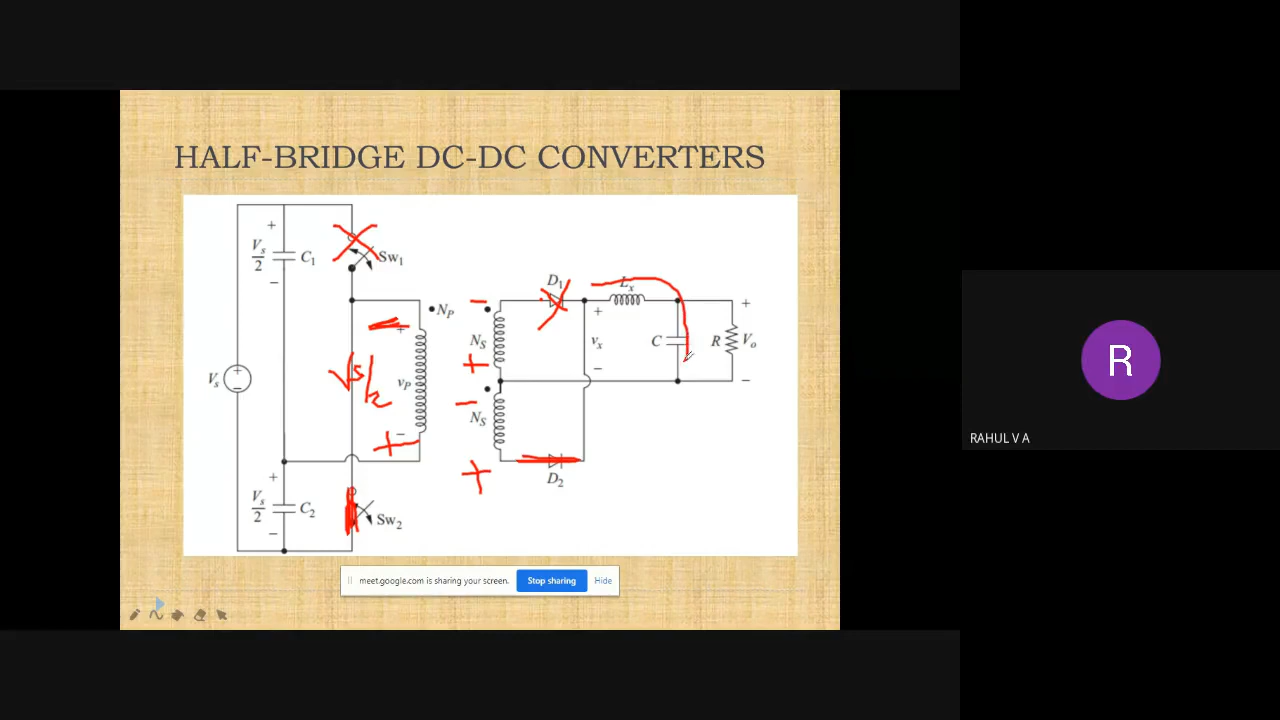 HALF-BRIDGE DC-DC CONVERTERS
+
Vs/2
C1
−
Sw1
Vs
+
−
+
Vs/2
C2
−
Sw2
NP
+
vP
−
Vs/2
−
+
−
+
−
NS
+
−
NS
+
D1
D2
Lx
+
vx
−
C
R
+
Vo
−
meet.google.com is sharing your screen.
Stop sharing
Hide
R
RAHUL V A